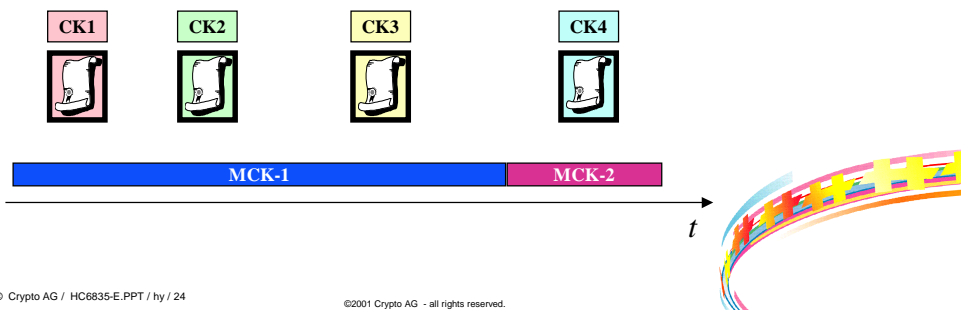 CK1 CK2 CK3 CK4
MCK-1 MCK-2
t
© Crypto AG / HC6835-E.PPT / hy / 24
©2001 Crypto AG - all rights reserved.